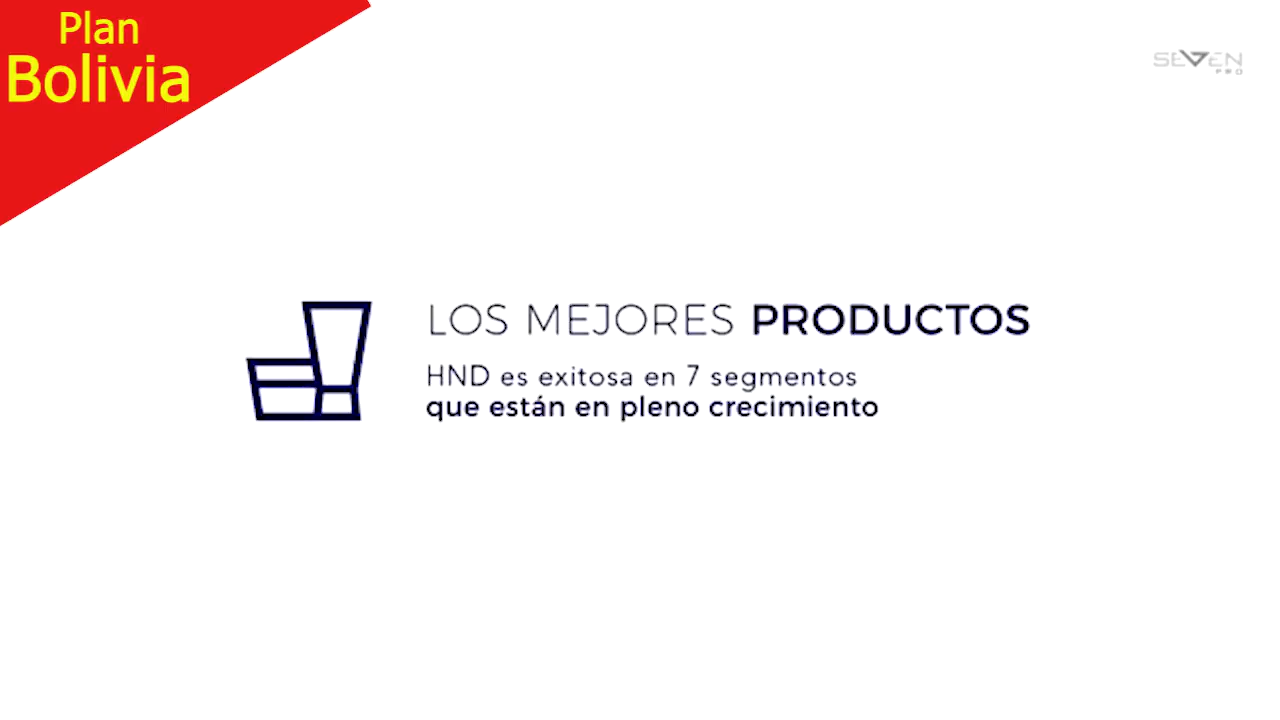 Plan
Bolivia
SEVEN
PRO
LOS MEJORES PRODUCTOS
HND es exitosa en 7 segmentos
que están en pleno crecimiento